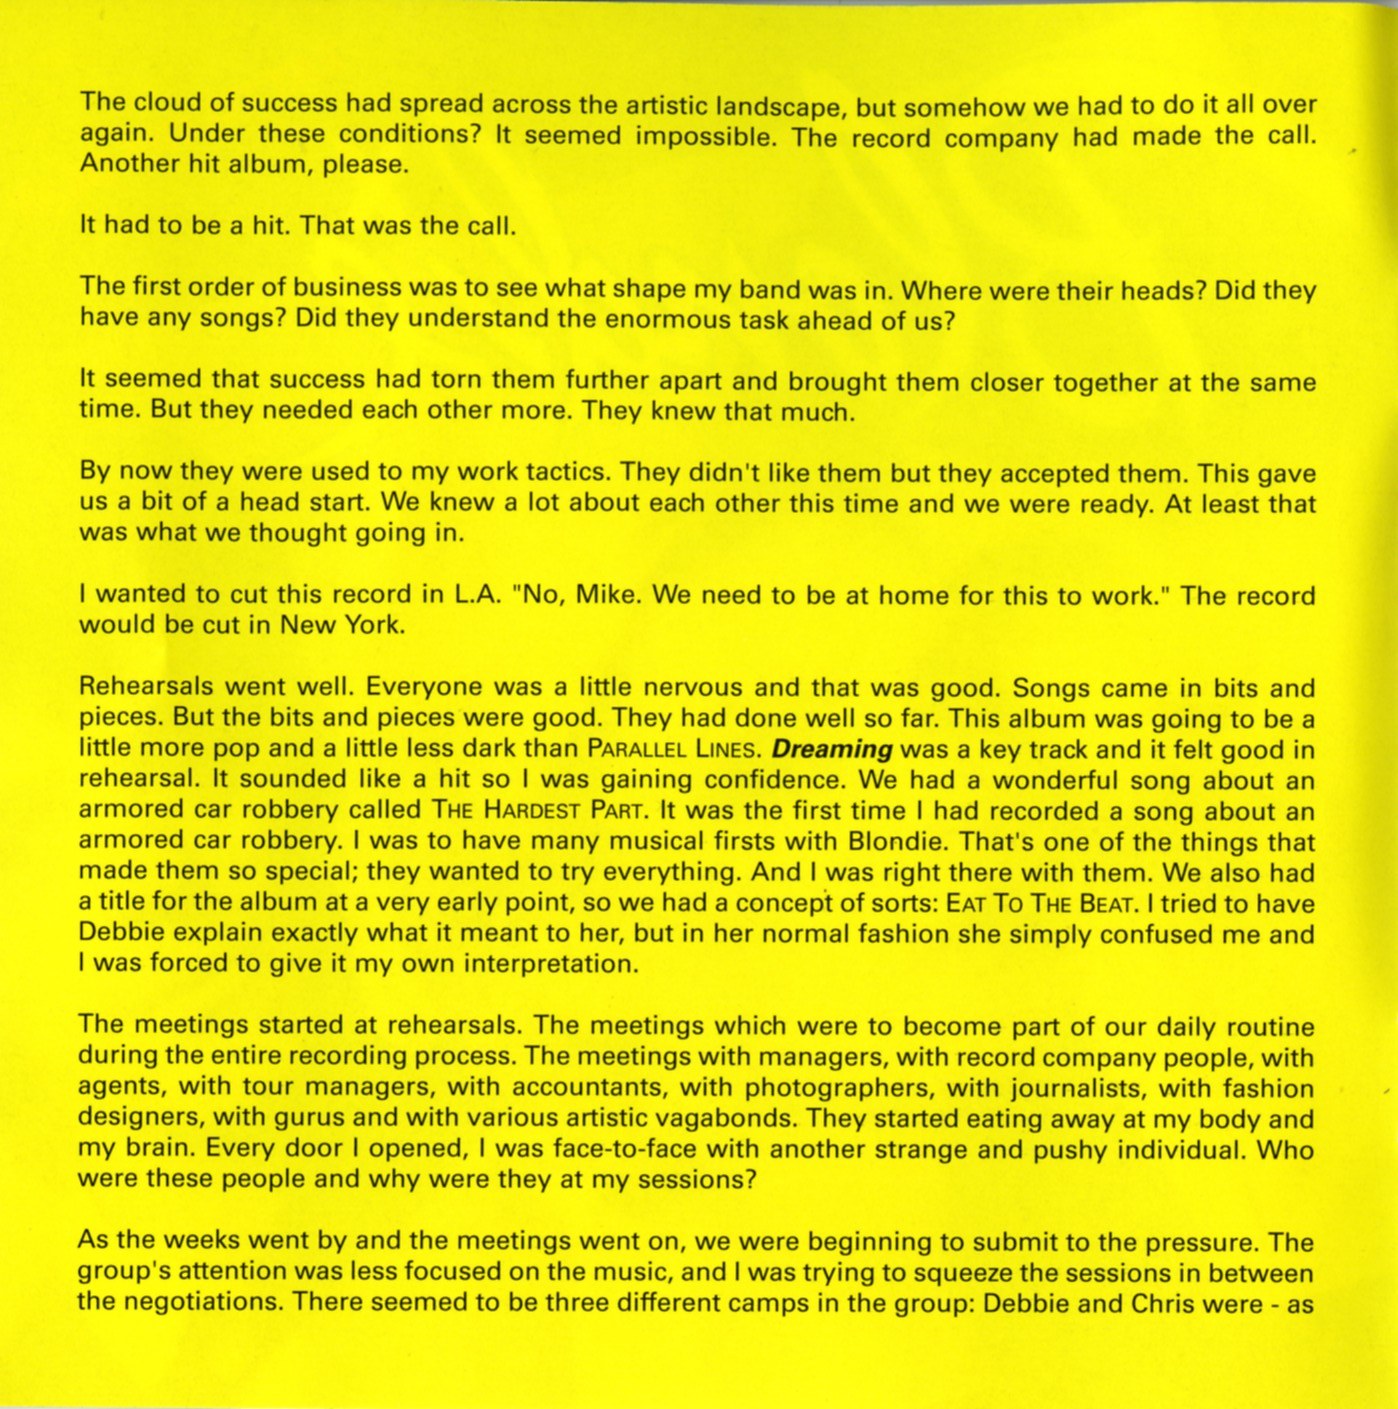 The cloud of success had spread across the artistic landscape, but somehow we had to do it all over
again. Under these conditions? It seemed impossible. The record company had made the call.
Another hit album, please.
It had to be a hit. That was the call.
The first order of business was to see what shape my band was in. Where were their heads? Did they
have any songs? Did they understand the enormous task ahead of us?
It seemed that success had torn them further apart and brought them closer together at the same
time. But they needed each other more. They knew that much.
By now they were used to my work tactics. They didn't like them but they accepted them. This gave
us a bit of a head start. We knew a lot about each other this time and we were ready. At least that
was what we thought going in.
I wanted to cut this record in L.A. "No, Mike. We need to be at home for this to work." The record
would be cut in New York.
Rehearsals went well. Everyone was a little nervous and that was good. Songs came in bits and
pieces. But the bits and pieces were good. They had done well so far. This album was going to be a
little more pop and a little less dark than PARALLEL LINES. Dreaming was a key track and it felt good in
rehearsal. It sounded like a hit so I was gaining confidence. We had a wonderful song about an
armored car robbery called THE HARDEST PART. It was the first time I had recorded a song about an
armored car robbery. I was to have many musical firsts with Blondie. That's one of the things that
made them so special; they wanted to try everything. And I was right there with them. We also had
a title for the album at a very early point, so we had a concept of sorts: EAT TO THE BEAT. I tried to have
Debbie explain exactly what it meant to her, but in her normal fashion she simply confused me and
I was forced to give it my own interpretation.
The meetings started at rehearsals. The meetings which were to become part of our daily routine
during the entire recording process. The meetings with managers, with record company people, with
agents, with tour managers, with accountants, with photographers, with journalists, with fashion
designers, with gurus and with various artistic vagabonds. They started eating away at my body and
my brain. Every door I opened, I was face-to-face with another strange and pushy individual. Who
were these people and why were they at my sessions?
As the weeks went by and the meetings went on, we were beginning to submit to the pressure. The
group's attention was less focused on the music, and I was trying to squeeze the sessions in between
the negotiations. There seemed to be three different camps in the group: Debbie and Chris were - as